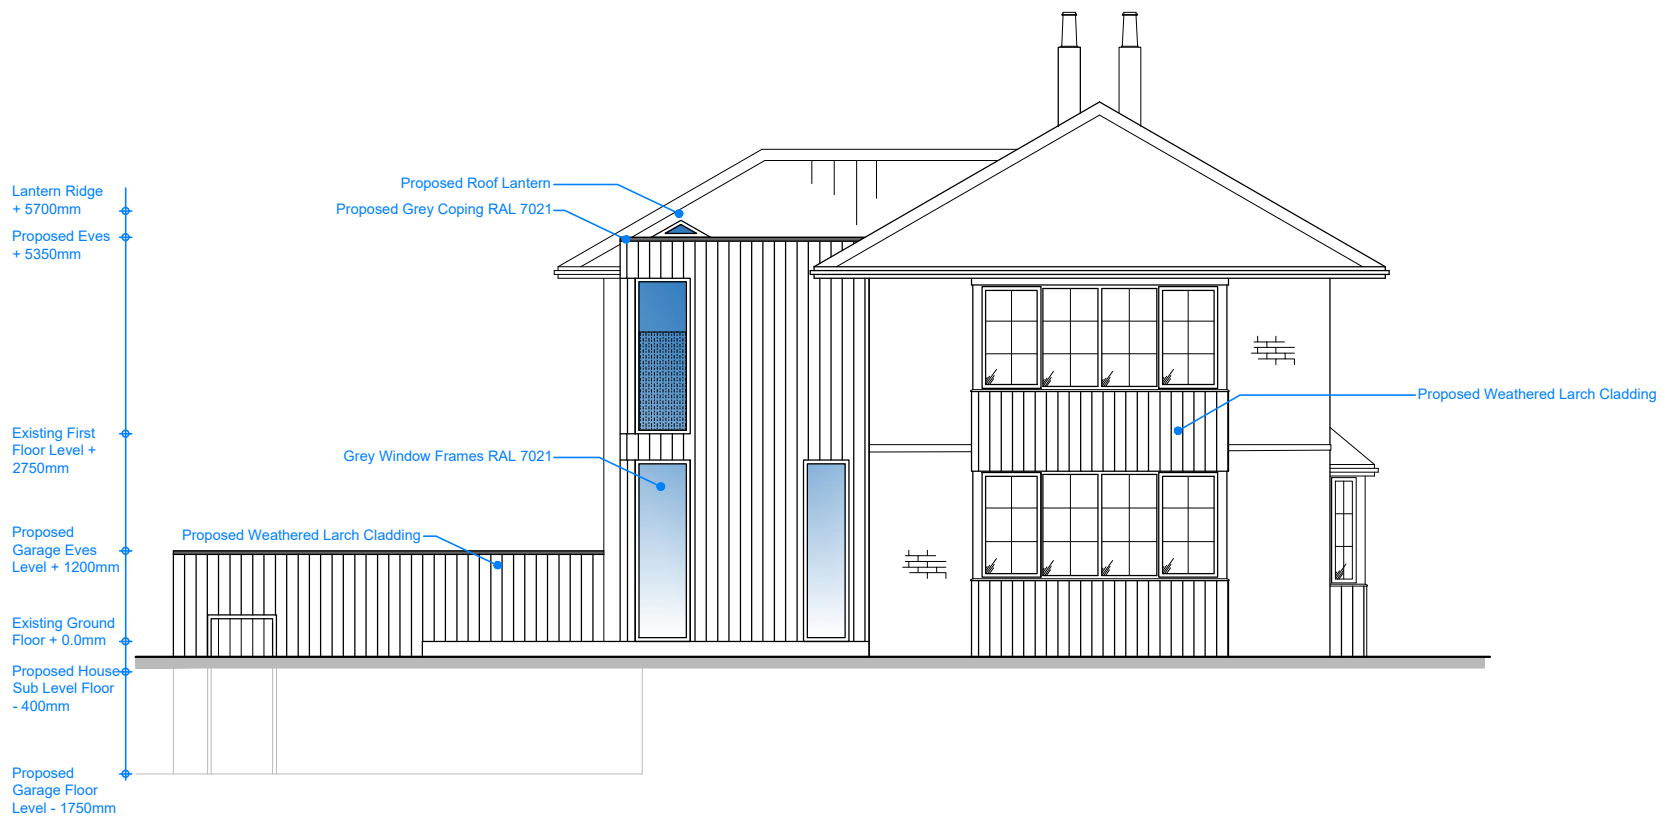 Lantern Ridge
+ 5700mm
Proposed Eves
+ 5350mm
Existing First
Floor Level +
2750mm
Proposed
Garage Eves
Level + 1200mm
Existing Ground
Floor + 0.0mm
Proposed House
Sub Level Floor
- 400mm
Proposed
Garage Floor
Level - 1750mm
Proposed Roof Lantern
Proposed Grey Coping RAL 7021
Grey Window Frames RAL 7021
Proposed Weathered Larch Cladding
Proposed Weathered Larch Cladding